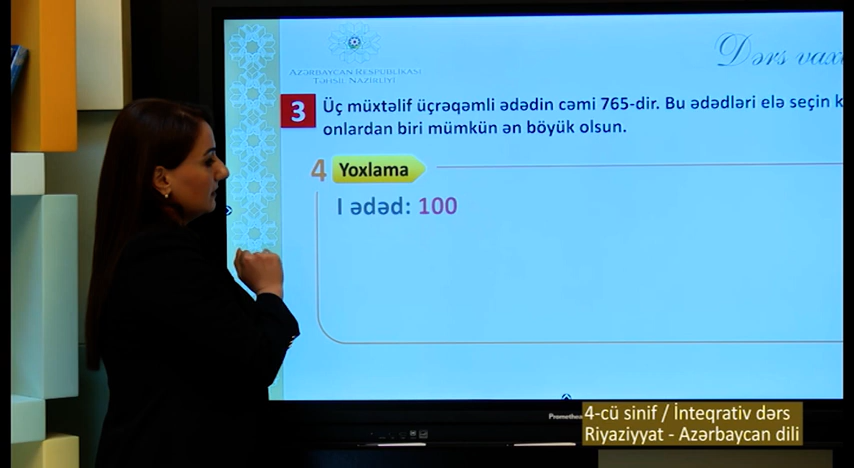 AZƏRBAYCAN RESPUBLİKASI
TƏHSİL NAZİRLİYİ
Dərs vax
3 Üç müxtəlif üçrəqəmli ədədin cəmi 765-dir. Bu ədədləri elə seçin k
onlardan biri mümkün ən böyük olsun.
4 Yoxlama
I ədəd: 100
Promethean
4-cü sinif / İnteqrativ dərs
Riyaziyyat - Azərbaycan dili